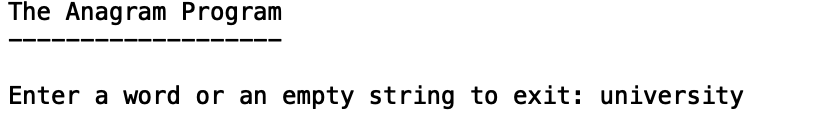 The Anagram Program
-------------------
Enter a word or an empty string to exit: university